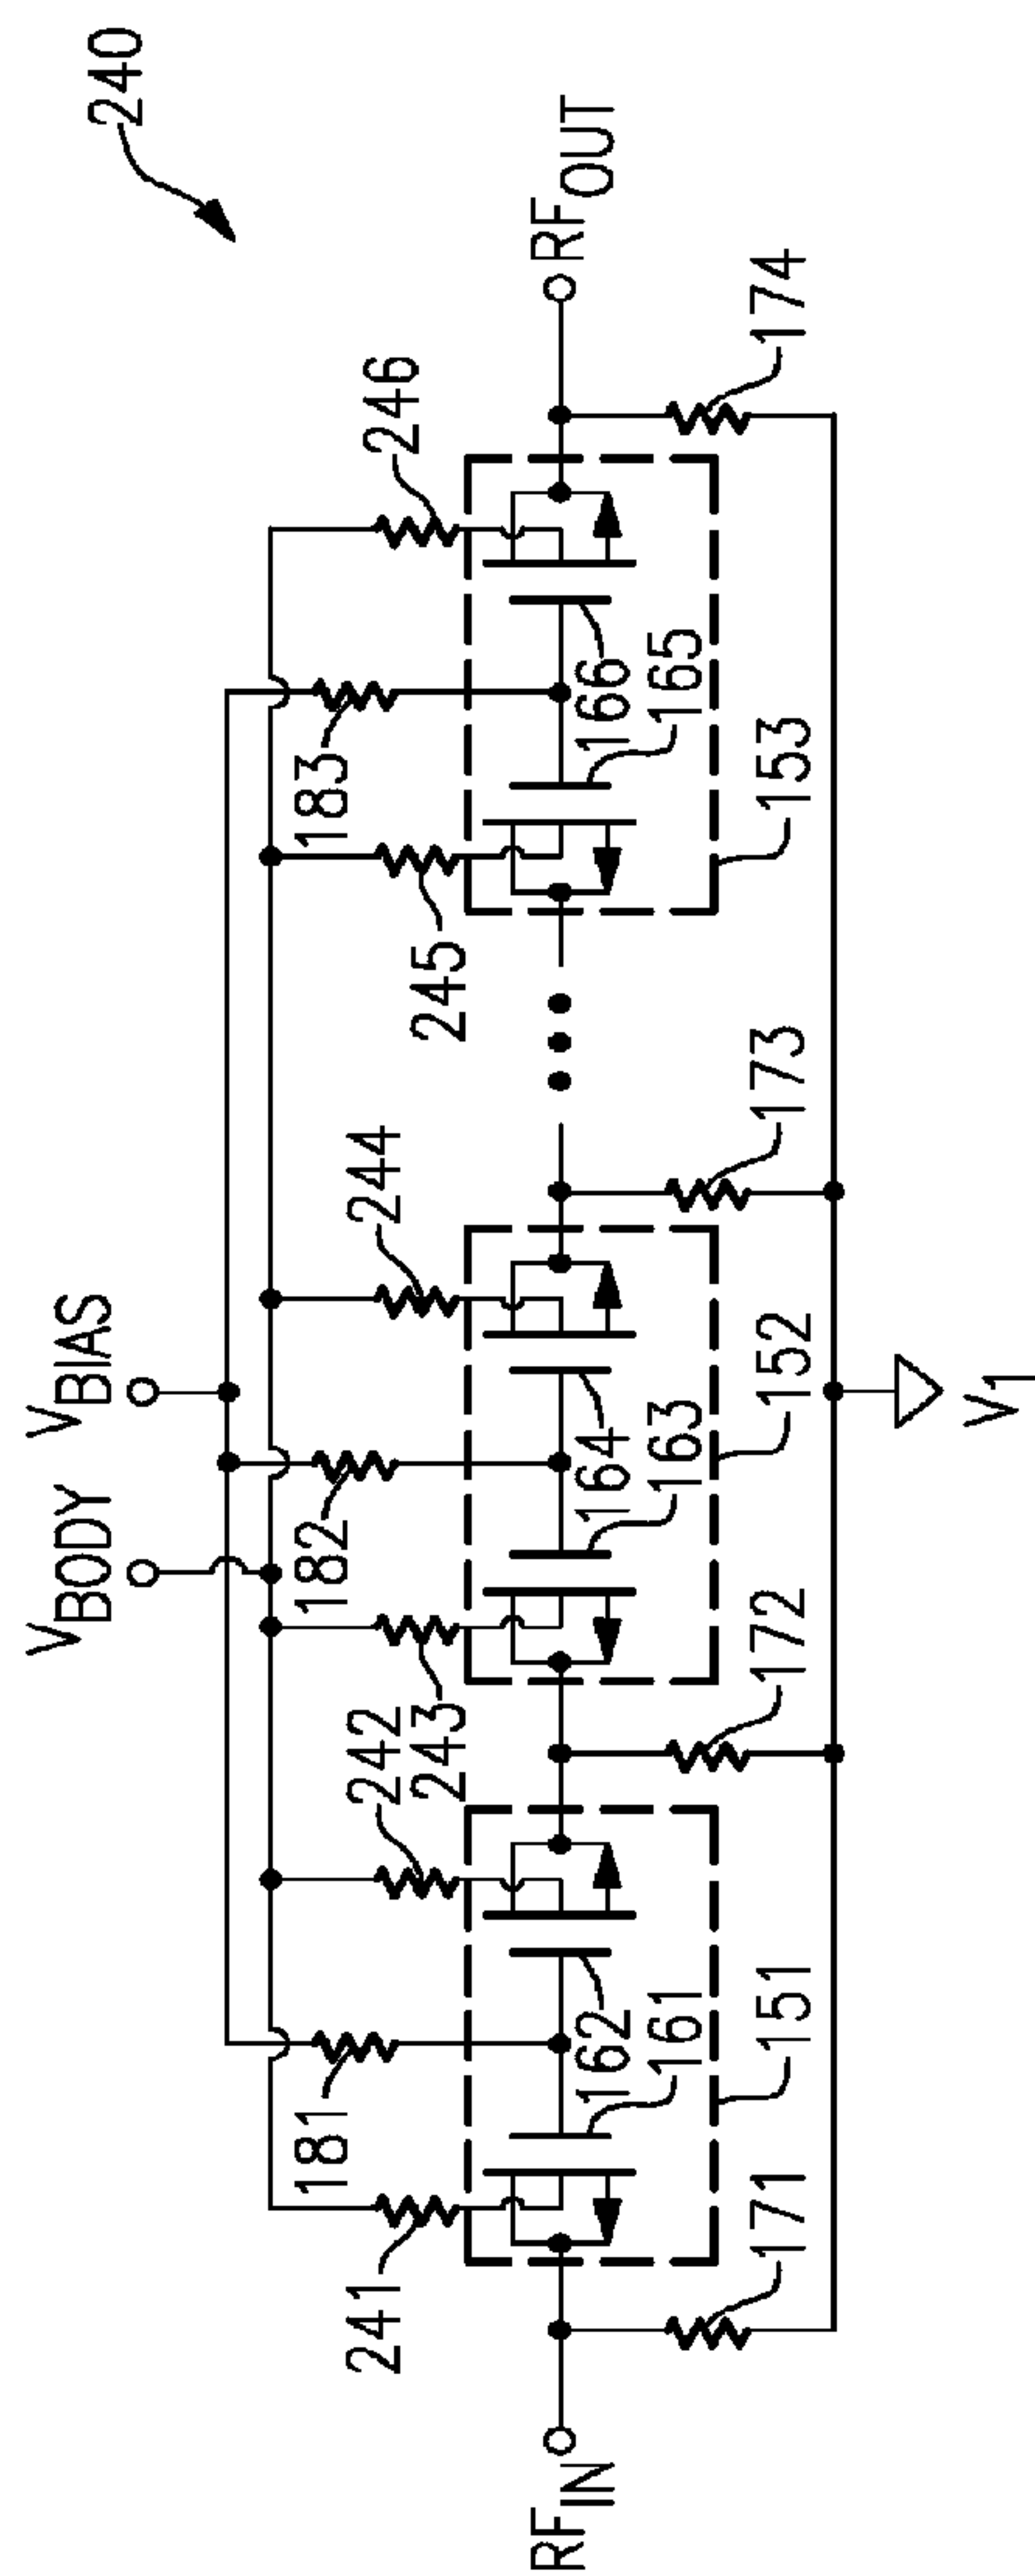 240
V_BODY V_BIAS
241 181 242 243 182 244 245 183 246
RF_IN
RF_OUT
162 164 166
161 163 165
171 151 172 152 173 153 174
V_1